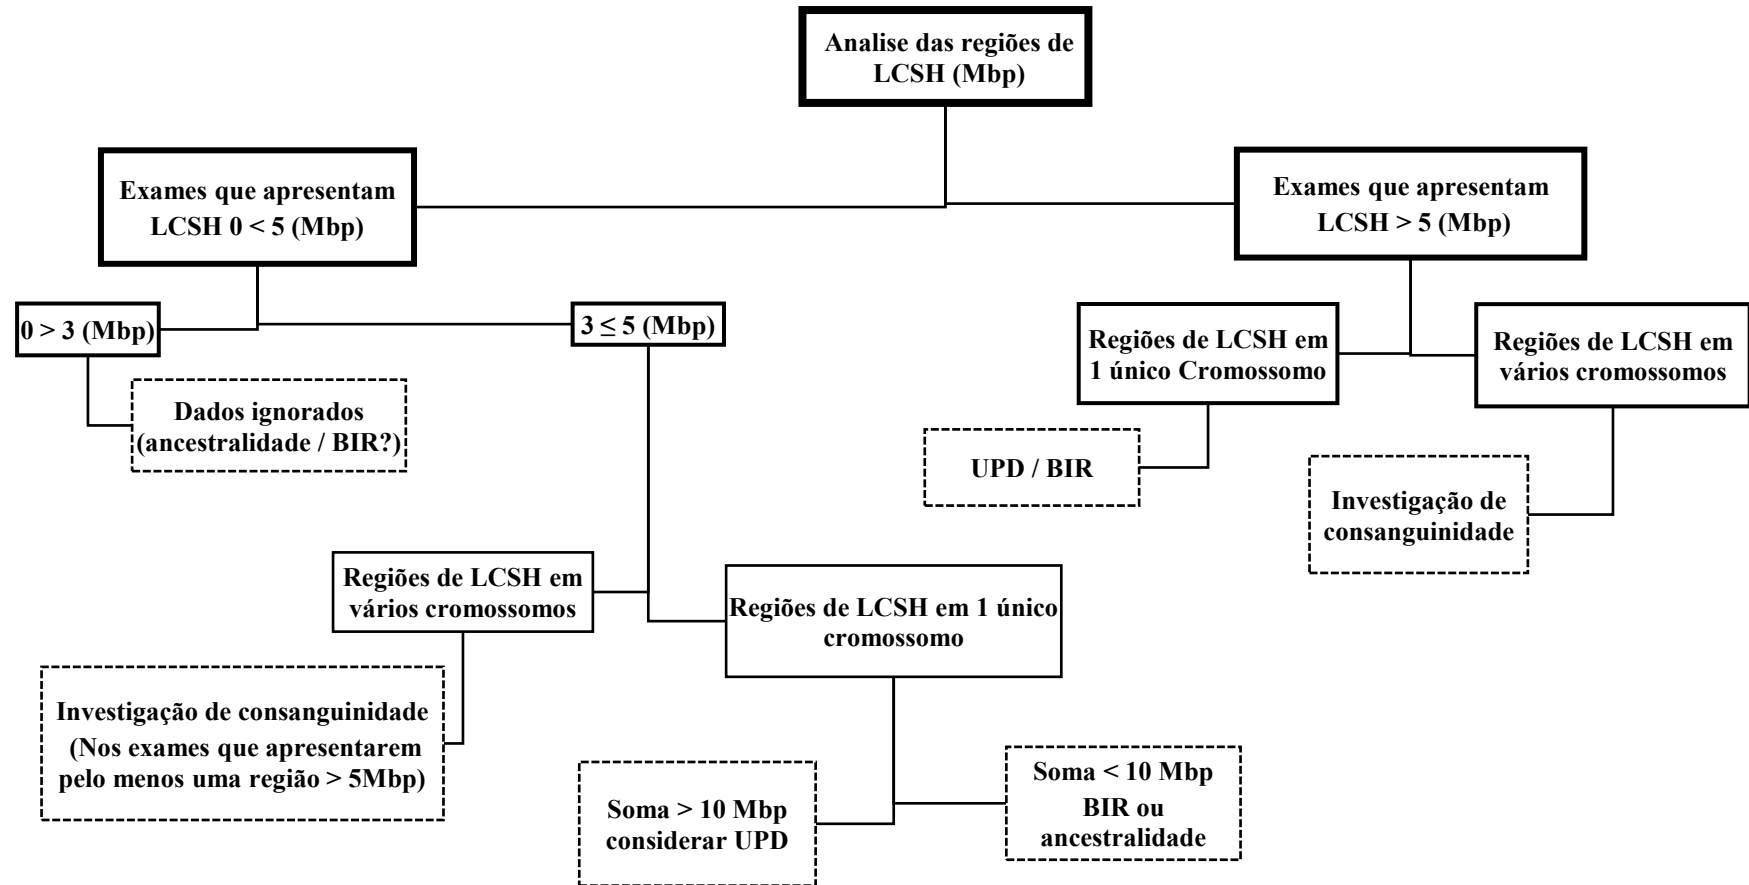 Analise das regiões de
LCSH (Mbp)
Exames que apresentam
LCSH 0 < 5 (Mbp)
Exames que apresentam
LCSH > 5 (Mbp)
0 > 3 (Mbp)
3 ≤ 5 (Mbp)
Regiões de LCSH em
1 único Cromossomo
Regiões de LCSH em
vários cromossomos
Dados ignorados
(ancestralidade / BIR?)
UPD / BIR
Investigação de
consanguinidade
Regiões de LCSH em
vários cromossomos
Regiões de LCSH em 1 único
cromossomo
Investigação de consanguinidade
(Nos exames que apresentarem
pelo menos uma região > 5Mbp)
Soma > 10 Mbp
considerar UPD
Soma < 10 Mbp
BIR ou
ancestralidade